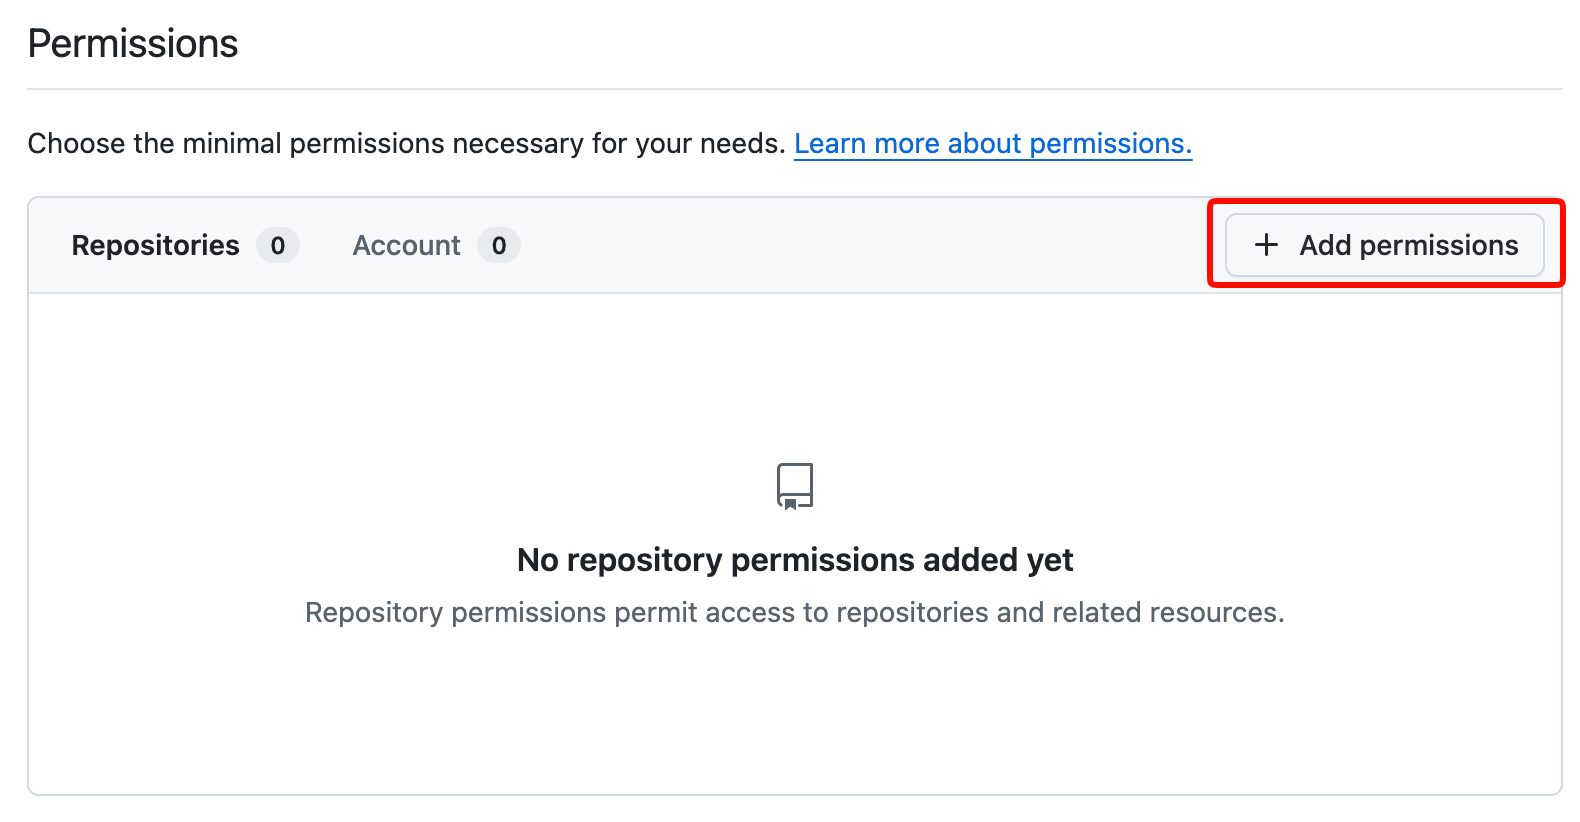 Permissions
Choose the minimal permissions necessary for your needs. Learn more about permissions.
Repositories 0 Account 0 + Add permissions
No repository permissions added yet
Repository permissions permit access to repositories and related resources.